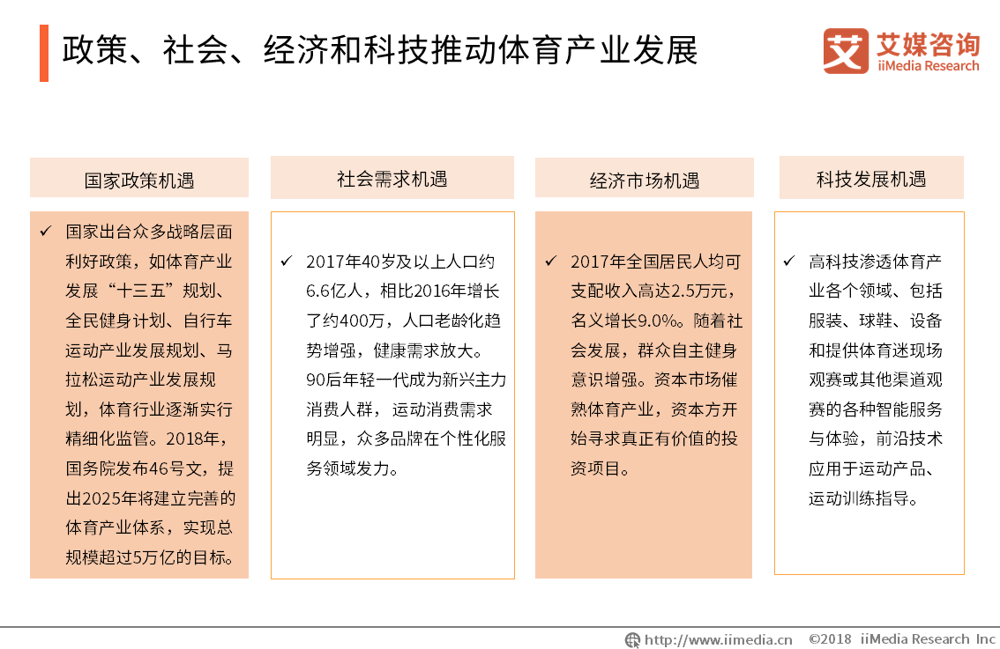 政策、社会、经济和科技推动体育产业发展
艾媒咨询
iiMedia Research
国家政策机遇
✓ 国家出台众多战略层面
利好政策，如体育产业
发展“十三五”规划、
全民健身计划、自行车
运动产业发展规划、马
拉松运动产业发展规
划，体育行业逐渐实行
精细化监管。2018年，
国务院发布46号文，提
出2025年将建立完善的
体育产业体系，实现总
规模超过5万亿的目标。
社会需求机遇
✓ 2017年40岁及以上人口约
6.6亿人，相比2016年增长
了约400万，人口老龄化趋
势增强，健康需求放大。
90后年轻一代成为新兴主力
消费人群，运动消费需求
明显，众多品牌在个性化服
务领域发力。
经济市场机遇
✓ 2017年全国居民人均可
支配收入高达2.5万元，
名义增长9.0%。随着社
会发展，群众自主健身
意识增强。资本市场催
熟体育产业，资本方开
始寻求真正有价值的投
资项目。
科技发展机遇
✓ 高科技渗透体育产
业各个领域、包括
服装、球鞋、设备
和提供体育迷现场
观赛或其他渠道观
赛的各种智能服务
与体验，前沿技术
应用于运动产品、
运动训练指导。
http://www.iimedia.cn ©2018 iiMedia Research Inc